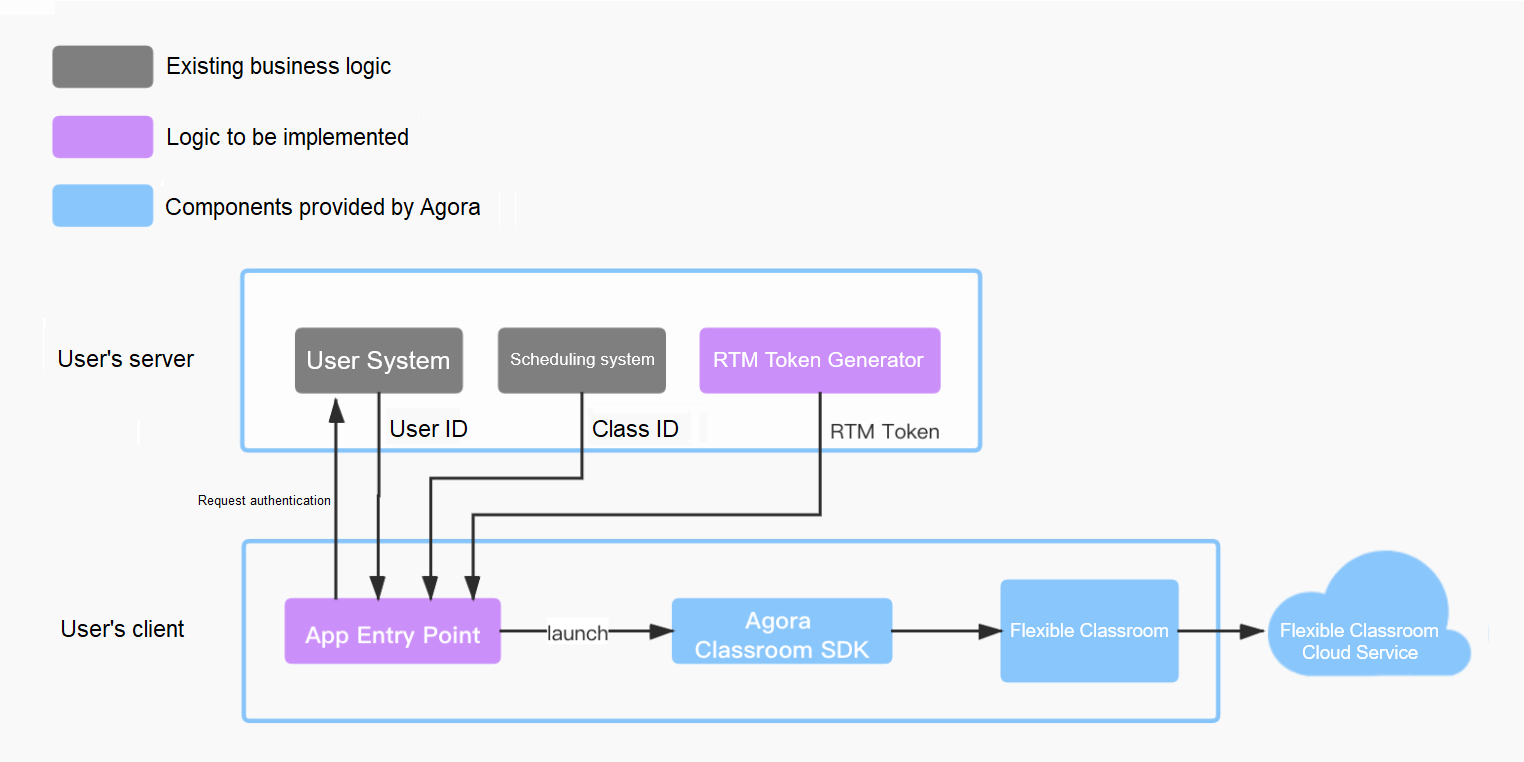 Existing business logic
Logic to be implemented
Components provided by Agora
User's server
User System
Scheduling system
RTM Token Generator
User ID
Class ID
RTM Token
Request authentication
User's client
App Entry Point
launch
Agora
Classroom SDK
Flexible Classroom
Flexible Classroom
Cloud Service